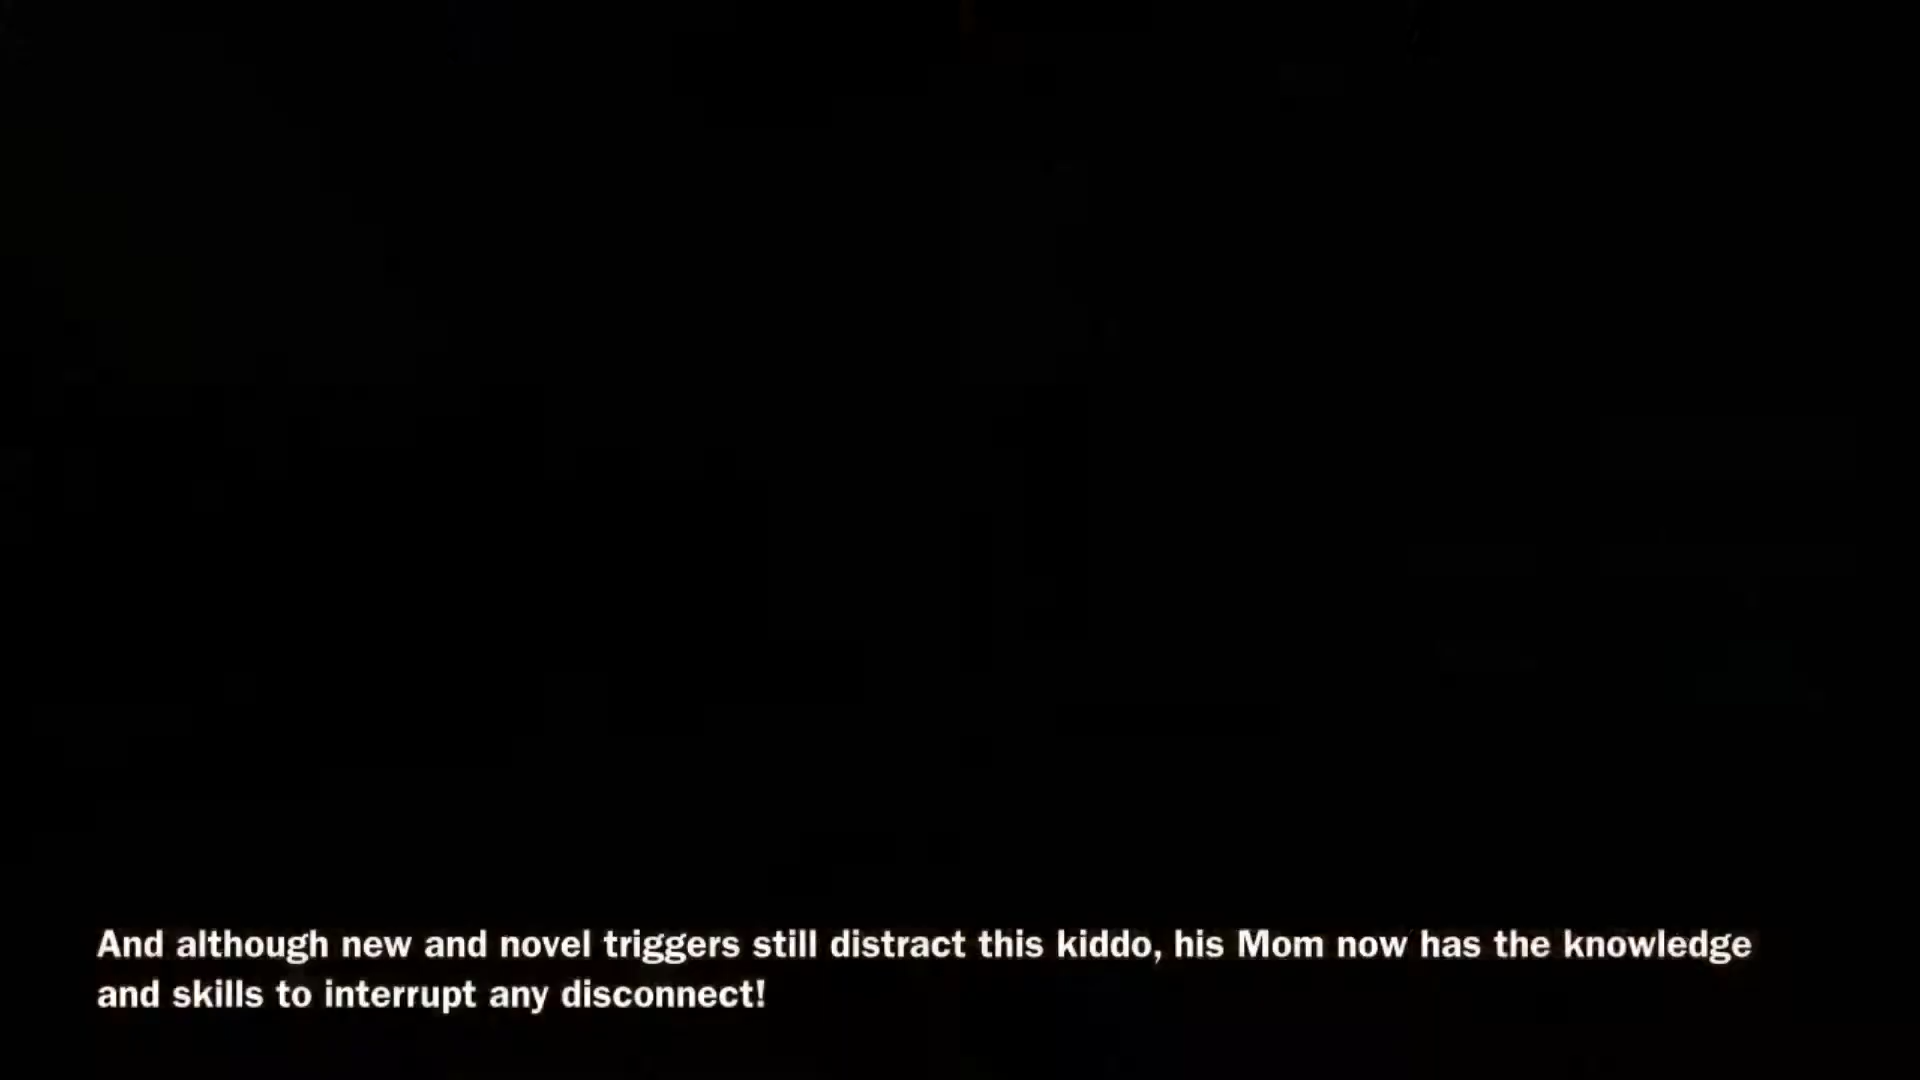 And although new and novel triggers still distract this kiddo, his Mom now has the knowledge
and skills to interrupt any disconnect!